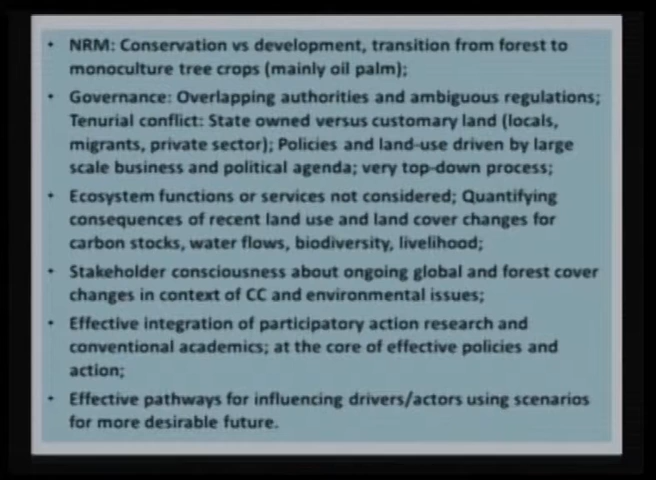 • NRM: Conservation vs development, transition from forest to
monoculture tree crops (mainly oil palm);
• Governance: Overlapping authorities and ambiguous regulations;
Tenurial conflict: State owned versus customary land (locals,
migrants, private sector); Policies and land-use driven by large
scale business and political agenda; very top-down process;
• Ecosystem functions or services not considered; Quantifying
consequences of recent land use and land cover changes for
carbon stocks, water flows, biodiversity, livelihood;
• Stakeholder consciousness about ongoing global and forest cover
changes in context of CC and environmental issues;
• Effective integration of participatory action research and
conventional academics; at the core of effective policies and
action;
• Effective pathways for influencing drivers/actors using scenarios
for more desirable future.